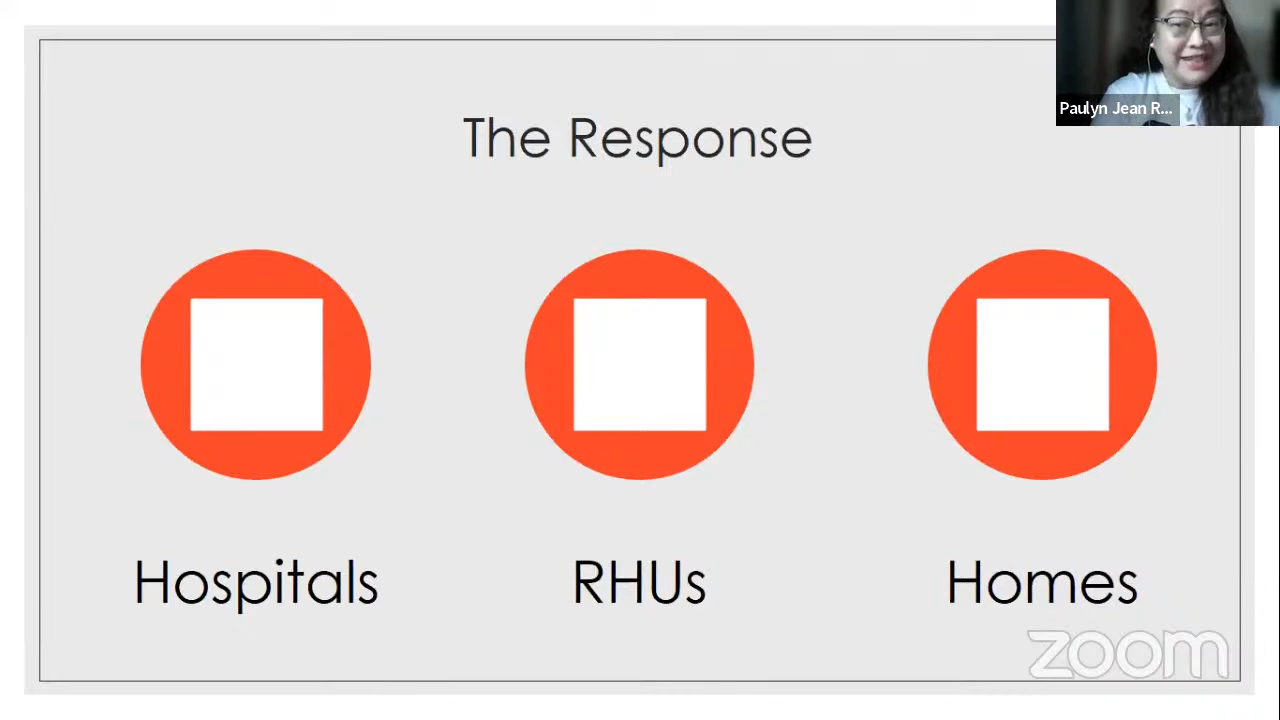 Paulyn Jean R...
The Response
Hospitals
RHUs
Homes
zoom